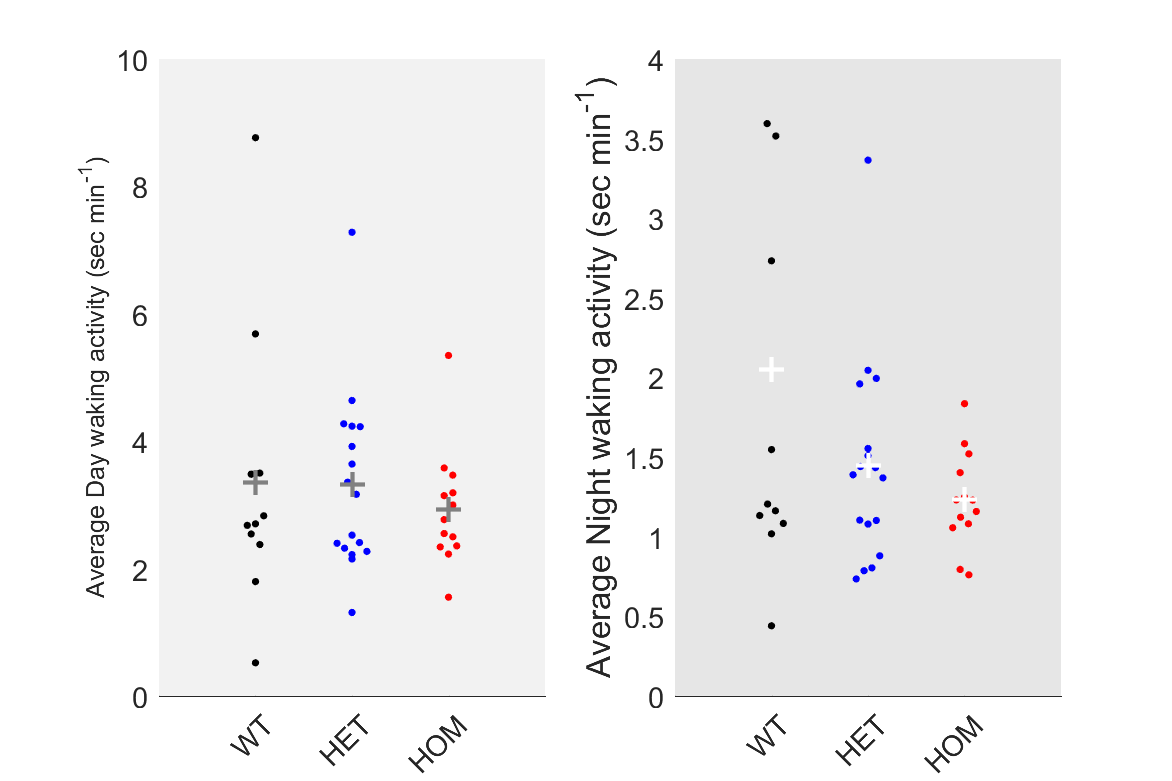 Average Day waking activity (sec min⁻¹)
10
8
6
4
2
0
WT
HET
HOM
Average Night waking activity (sec min⁻¹)
4
3.5
3
2.5
2
1.5
1
0.5
0
WT
HET
HOM